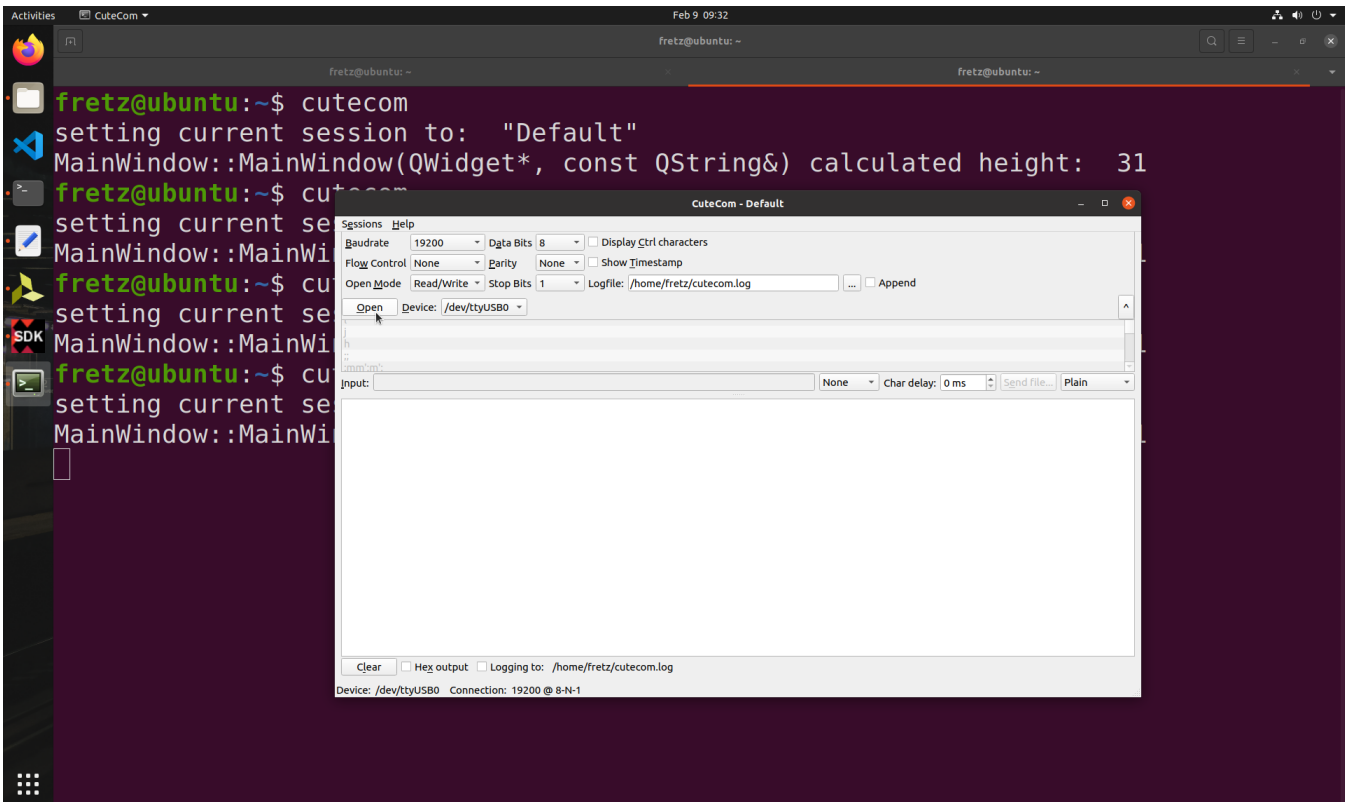 Activities CuteCom Feb 9 09:32
fretz@ubuntu: ~
fretz@ubuntu: ~ fretz@ubuntu: ~
fretz@ubuntu:~$ cutecom
setting current session to:  "Default"
MainWindow::MainWindow(QWidget*, const QString&) calculated height:  31
fretz@ubuntu:~$ cutecom
setting current se
MainWindow::MainWi
fretz@ubuntu:~$ cu
setting current se
MainWindow::MainWi
fretz@ubuntu:~$ cu
setting current se
MainWindow::MainWi
SDK
CuteCom - Default
Sessions Help
Baudrate 19200 Data Bits 8 Display Ctrl characters
Flow Control None Parity None Show Timestamp
Open Mode Read/Write Stop Bits 1 Logfile: /home/fretz/cutecom.log ... Append
Open Device: /dev/ttyUSB0
j
h
;;
;mm';m';
Input: None Char delay: 0 ms Send file... Plain
Clear Hex output Logging to: /home/fretz/cutecom.log
Device: /dev/ttyUSB0 Connection: 19200 @ 8-N-1